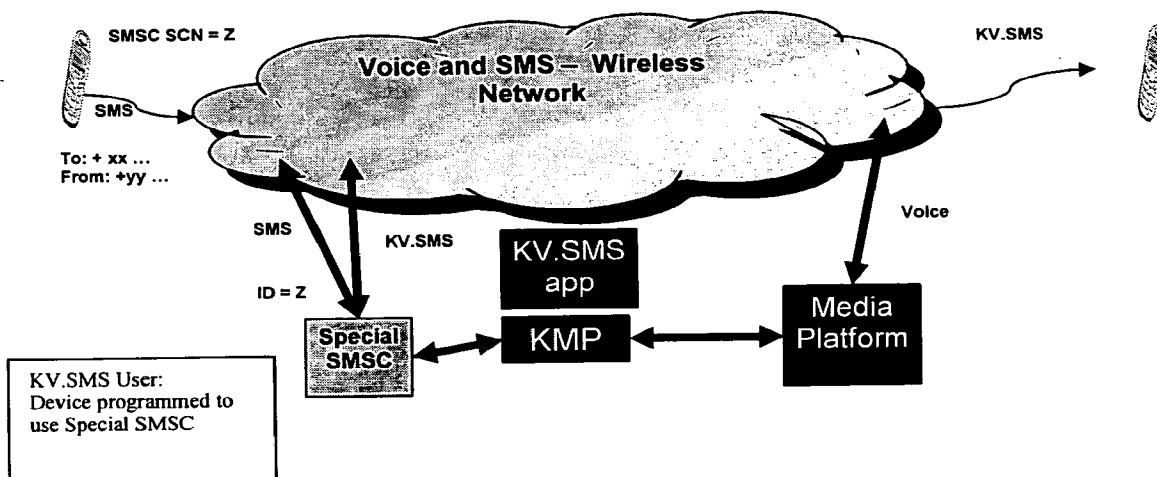 SMSC SCN = Z
KV.SMS
Voice and SMS – Wireless
Network
SMS
To: + xx ...
From: +yy ...
SMS
KV.SMS
Voice
KV.SMS
app
ID = Z
Special
SMSC
KMP
Media
Platform
KV.SMS User:
Device programmed to
use Special SMSC